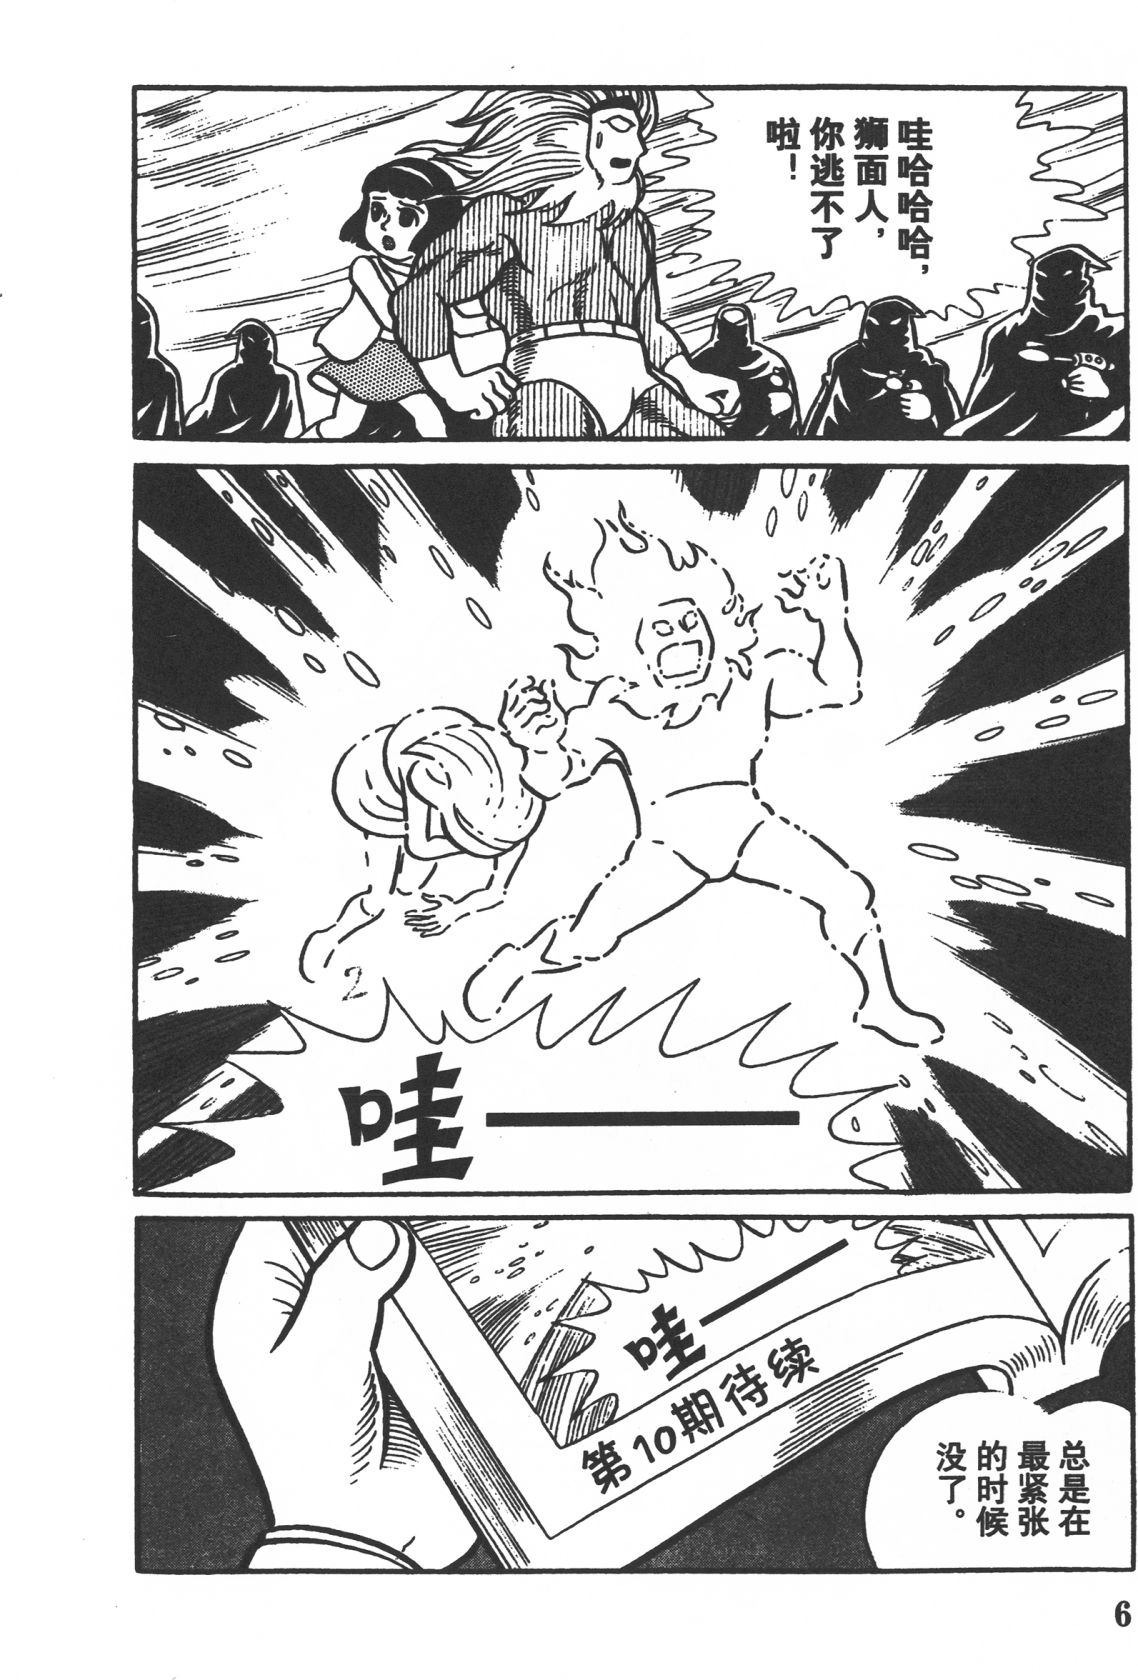 哇哈哈哈，
狮面人，
你逃不了
啦！
2
哇——
哇——
第10期待续
总是在
最紧张
的时候
没了。
6